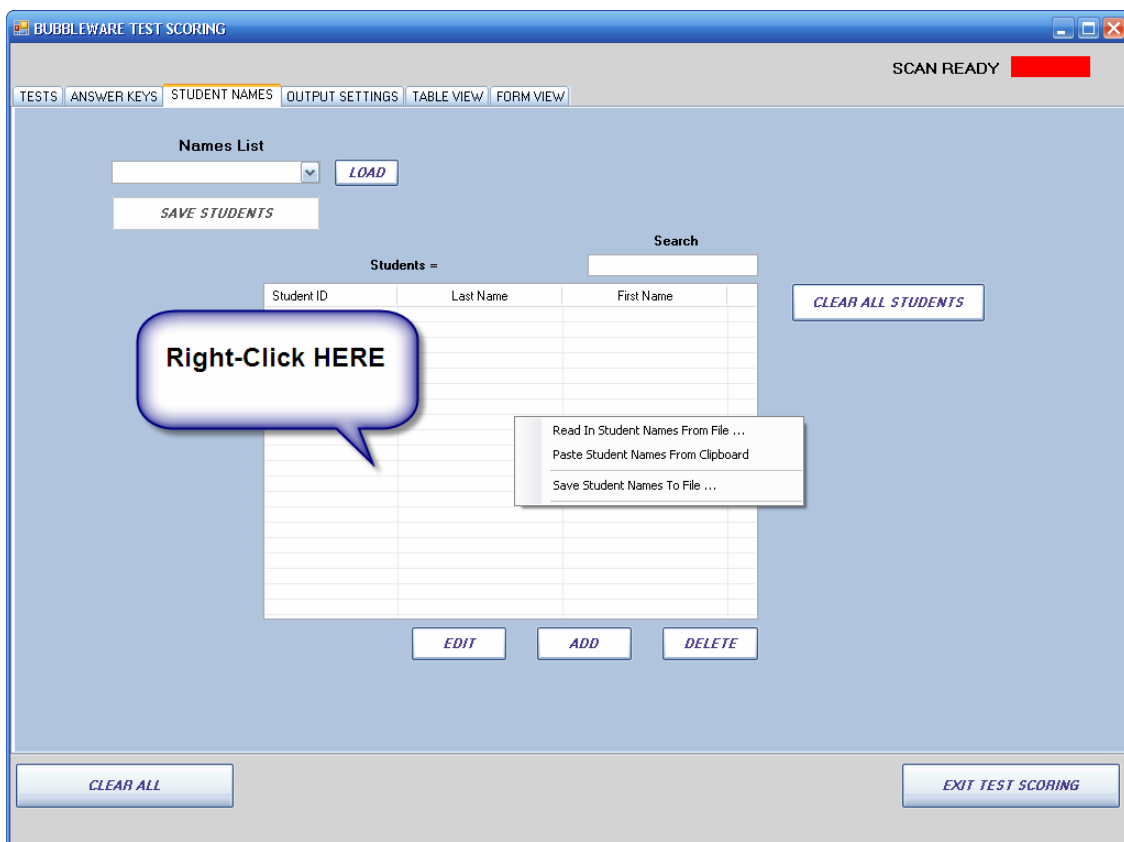 BUBBLEWARE TEST SCORING
SCAN READY
TESTS ANSWER KEYS STUDENT NAMES OUTPUT SETTINGS TABLE VIEW FORM VIEW
Names List
LOAD
SAVE STUDENTS
Search
Students =
Student ID Last Name First Name
CLEAR ALL STUDENTS
Right-Click HERE
Read In Student Names From File ...
Paste Student Names From Clipboard
Save Student Names To File ...
EDIT ADD DELETE
CLEAR ALL EXIT TEST SCORING